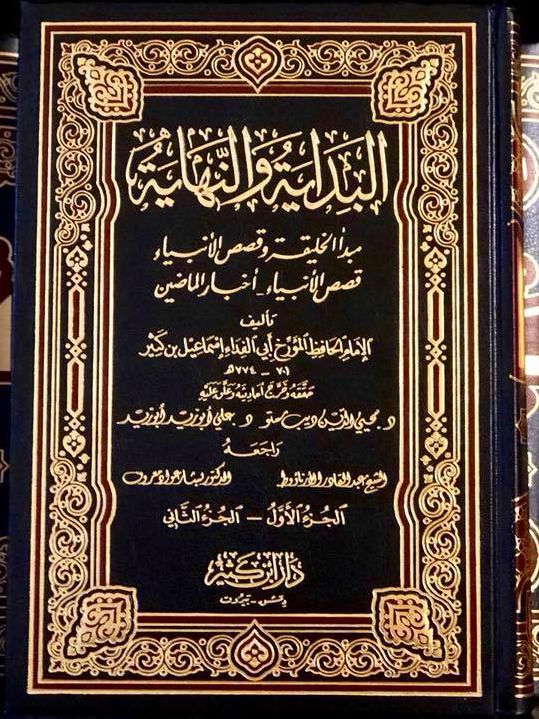 البداية والنهاية
مبدأ الخليقة وقصص الأنبياء
قصص الأنبياء - أخبار الماضين
تأليف
الإمام الحافظ المؤرخ أبي الفداء إسماعيل بن كثير
٧٠١ - ٧٧٤ هـ
حققه وخرج أحاديثه وعلق عليه
د. محيي الدين ديب مستو د. علي أبو زيد أبو زيد
راجعه
الشيخ عبد القادر الأرناؤوط الدكتور بشار عواد معروف
الجزء الأول - الجزء الثاني
دار ابن كثير
دمشق - بيروت